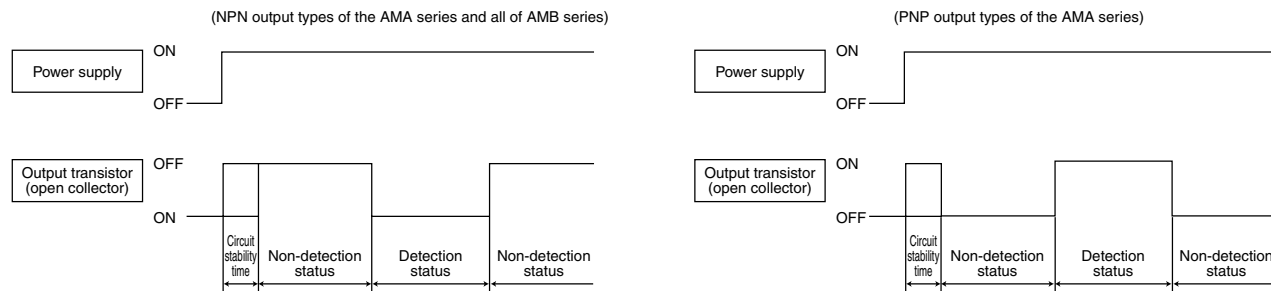 (NPN output types of the AMA series and all of AMB series)
Power supply
ON
OFF
Output transistor
(open collector)
OFF
ON
Circuit
stability
time
Non-detection
status
Detection
status
Non-detection
status
(PNP output types of the AMA series)
Power supply
ON
OFF
Output transistor
(open collector)
ON
OFF
Circuit
stability
time
Non-detection
status
Detection
status
Non-detection
status